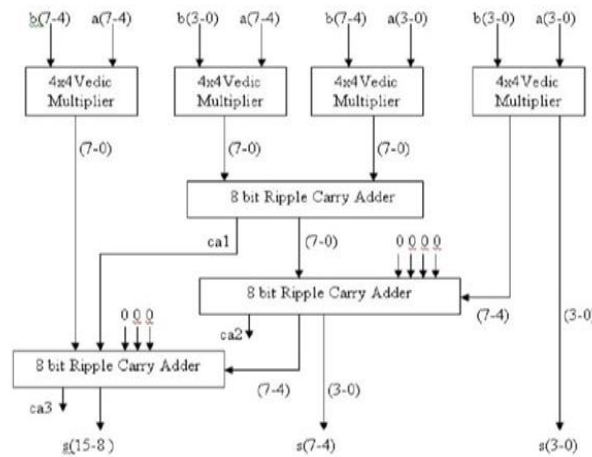 b(7-4) a(7-4) b(3-0) a(7-4) b(7-4) a(3-0) b(3-0) a(3-0)
4x4 Vedic Multiplier
4x4 Vedic Multiplier
4x4 Vedic Multiplier
4x4 Vedic Multiplier
(7-0) (7-0) (7-0)
8 bit Ripple Carry Adder
ca1 (7-0) 0 0 0 0
8 bit Ripple Carry Adder
(7-4) (3-0)
0 0 0 ca2
8 bit Ripple Carry Adder
(7-4) (3-0)
ca3
s(15-8) s(7-4) s(3-0)